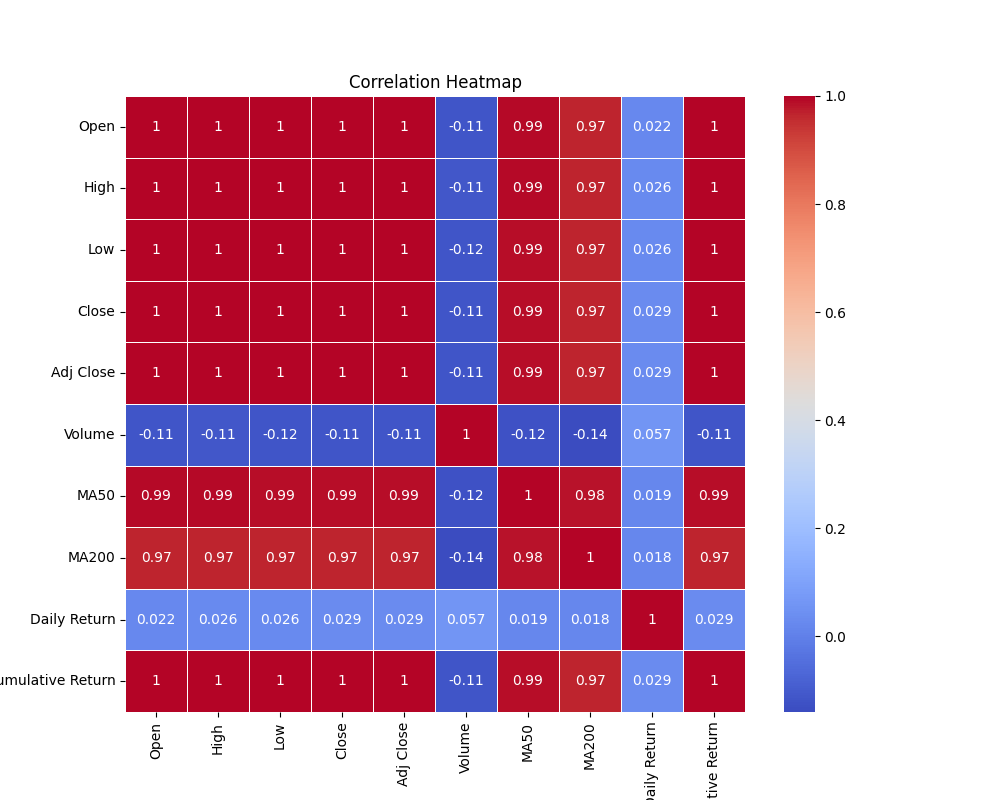 Correlation Heatmap
Open 1 1 1 1 1 -0.11 0.99 0.97 0.022 1
High 1 1 1 1 1 -0.11 0.99 0.97 0.026 1
Low 1 1 1 1 1 -0.12 0.99 0.97 0.026 1
Close 1 1 1 1 1 -0.11 0.99 0.97 0.029 1
Adj Close 1 1 1 1 1 -0.11 0.99 0.97 0.029 1
Volume -0.11 -0.11 -0.12 -0.11 -0.11 1 -0.12 -0.14 0.057 -0.11
MA50 0.99 0.99 0.99 0.99 0.99 -0.12 1 0.98 0.019 0.99
MA200 0.97 0.97 0.97 0.97 0.97 -0.14 0.98 1 0.018 0.97
Daily Return 0.022 0.026 0.026 0.029 0.029 0.057 0.019 0.018 1 0.029
umulative Return 1 1 1 1 1 -0.11 0.99 0.97 0.029 1
Open High Low Close Adj Close Volume MA50 MA200 Daily Return tive Return
1.0
0.8
0.6
0.4
0.2
0.0